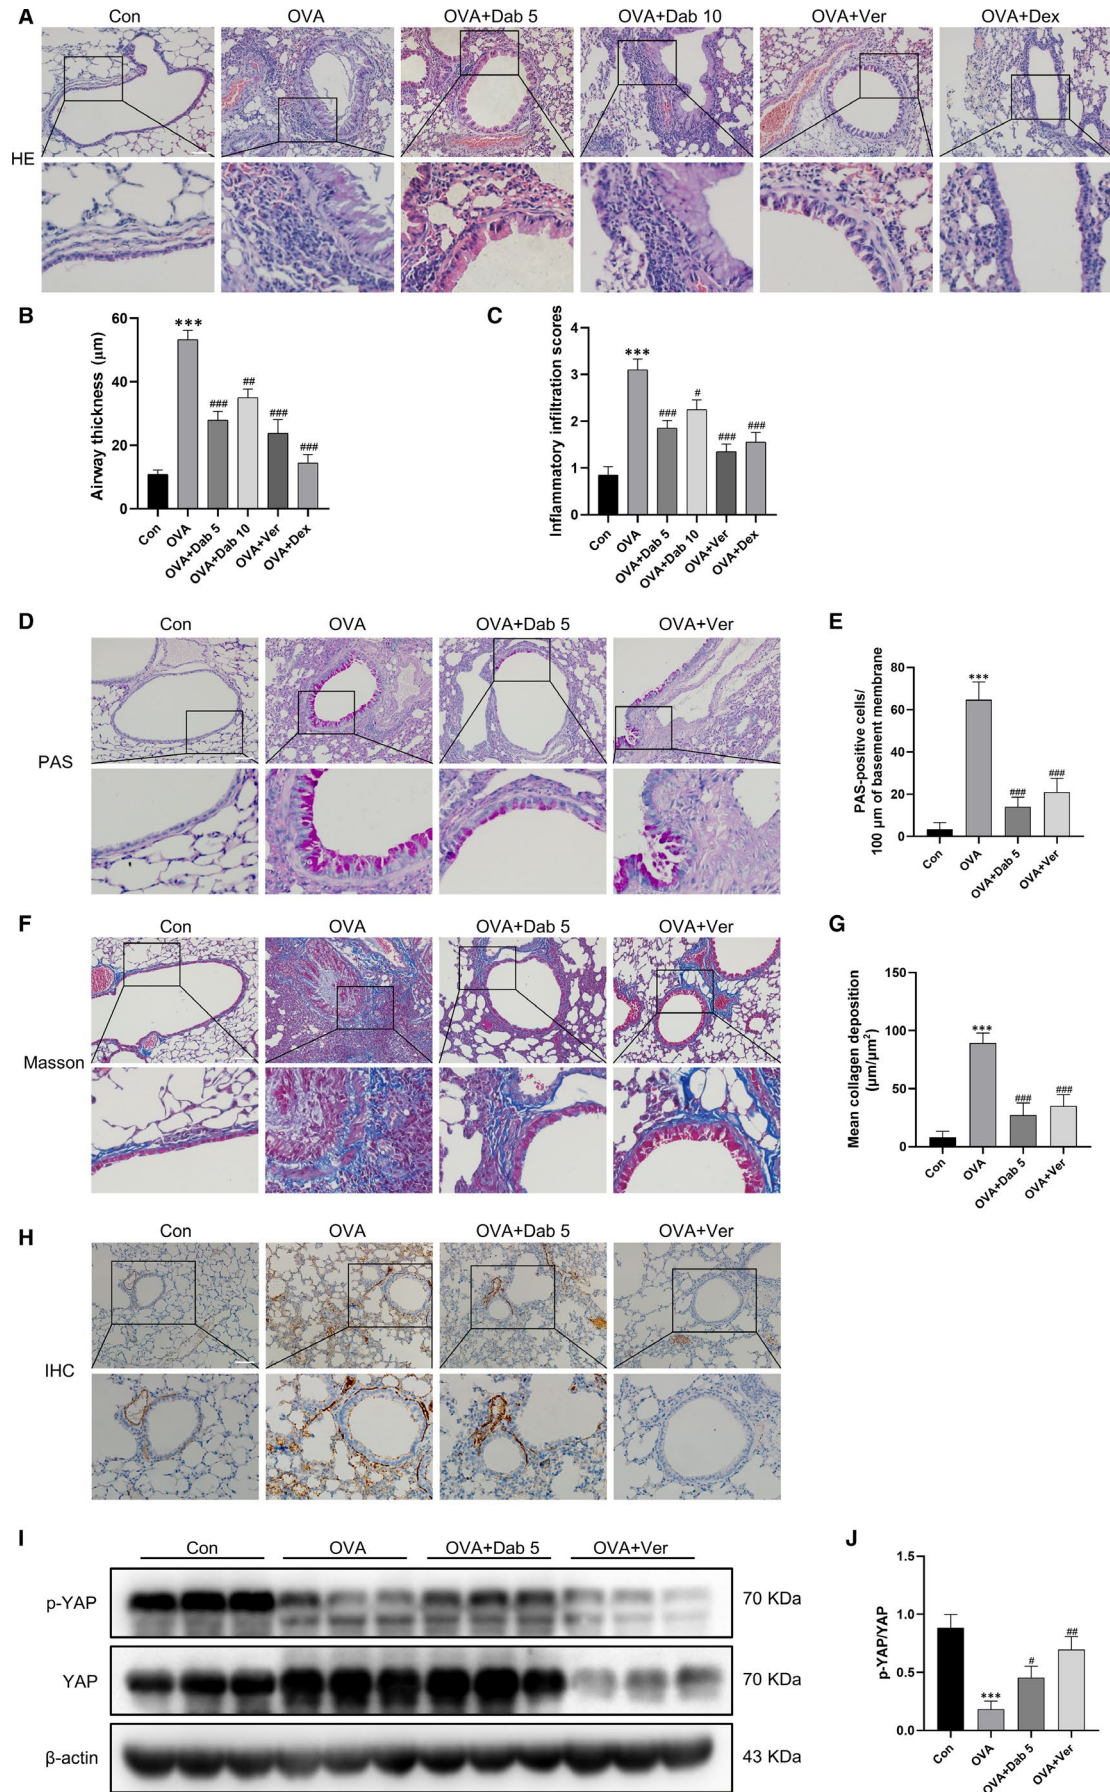 A
Con OVA OVA+Dab 5 OVA+Dab 10 OVA+Ver OVA+Dex
HE
B
Airway thickness (μm)
60
40
20
0
***
###
##
###
###
Con OVA OVA+Dab 5 OVA+Dab 10 OVA+Ver OVA+Dex
C
Inflammatory infiltration scores
4
3
2
1
0
***
###
#
###
###
Con OVA OVA+Dab 5 OVA+Dab 10 OVA+Ver OVA+Dex
D
Con OVA OVA+Dab 5 OVA+Ver
PAS
E
PAS-positive cells/
100 μm of basement membrane
80
60
40
20
0
***
###
###
Con OVA OVA+Dab 5 OVA+Ver
F
Con OVA OVA+Dab 5 OVA+Ver
Masson
G
Mean collagen deposition
(μm/μm²)
150
100
50
0
***
###
###
Con OVA OVA+Dab 5 OVA+Ver
H
Con OVA OVA+Dab 5 OVA+Ver
IHC
I
Con OVA OVA+Dab 5 OVA+Ver
p-YAP 70 KDa
YAP 70 KDa
β-actin 43 KDa
J
p-YAP/YAP
1.5
1.0
0.5
0.0
***
#
##
Con OVA OVA+Dab 5 OVA+Ver